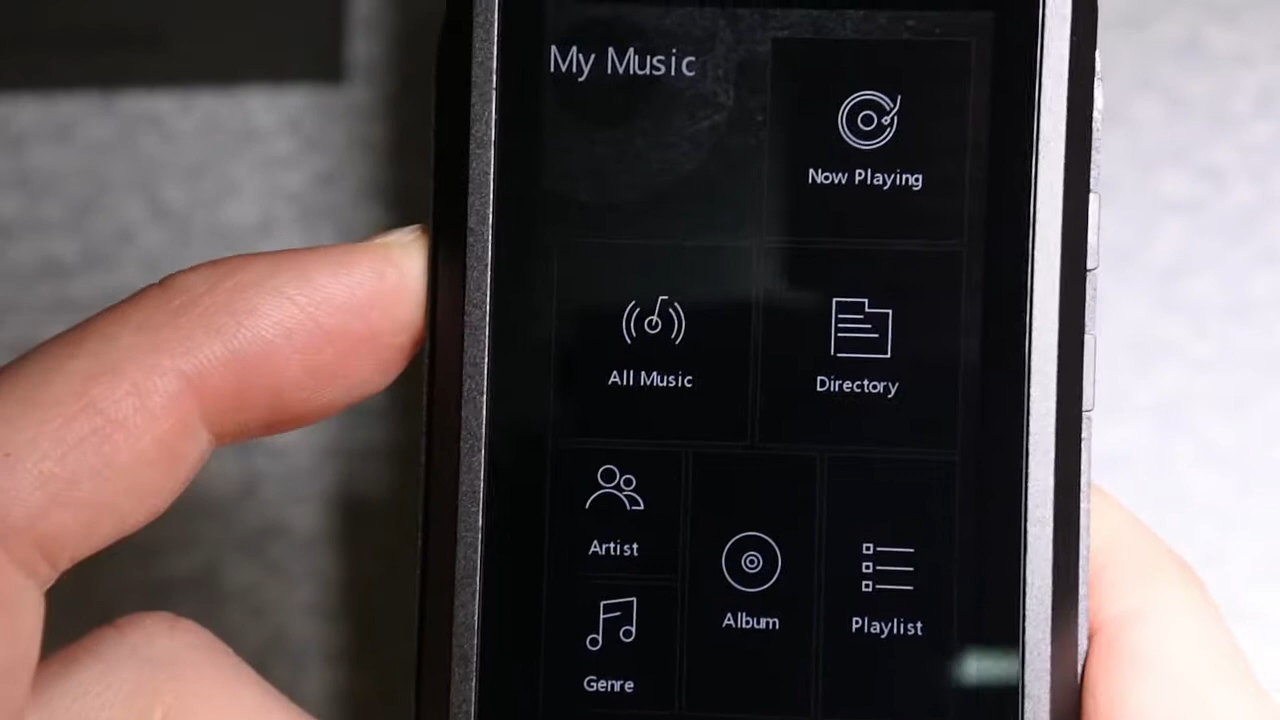 My Music
Now Playing
All Music
Directory
Artist
Album
Playlist
Genre